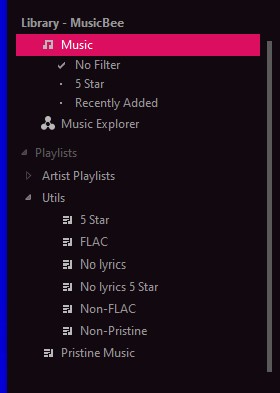 Library - MusicBee
Music
No Filter
5 Star
Recently Added
Music Explorer
Playlists
Artist Playlists
Utils
5 Star
FLAC
No lyrics
No lyrics 5 Star
Non-FLAC
Non-Pristine
Pristine Music